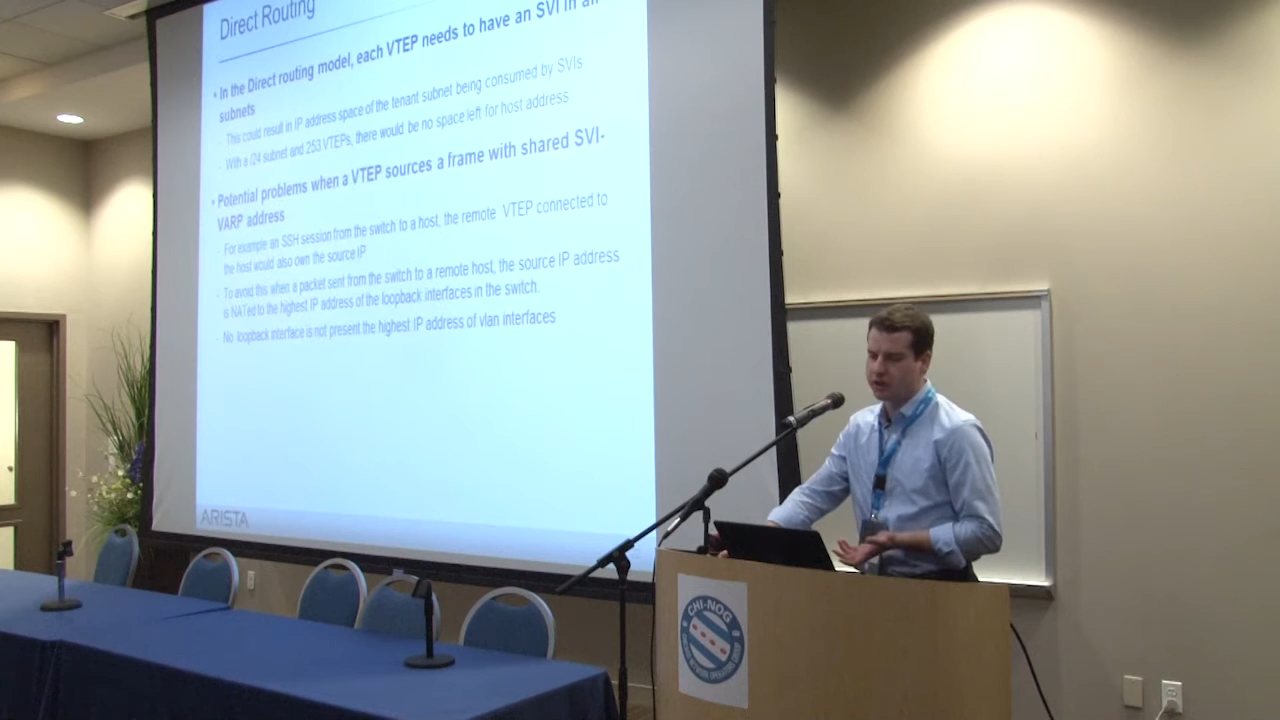 Direct Routing
• In the Direct routing model, each VTEP needs to have an SVI in all
subnets
- This could result in IP address space of the tenant subnet being consumed by SVIs
- With a /24 subnet and 253 VTEPs, there would be no space left for host address
• Potential problems when a VTEP sources a frame with shared SVI-
VARP address
- For example an SSH session from the switch to a host, the remote VTEP connected to
the host would also own the source IP
- To avoid this when a packet sent from the switch to a remote host, the source IP address
is NATed to the highest IP address of the loopback interfaces in the switch.
- No loopback interface is not present the highest IP address of vlan interfaces
ARISTA
CHI-NOG